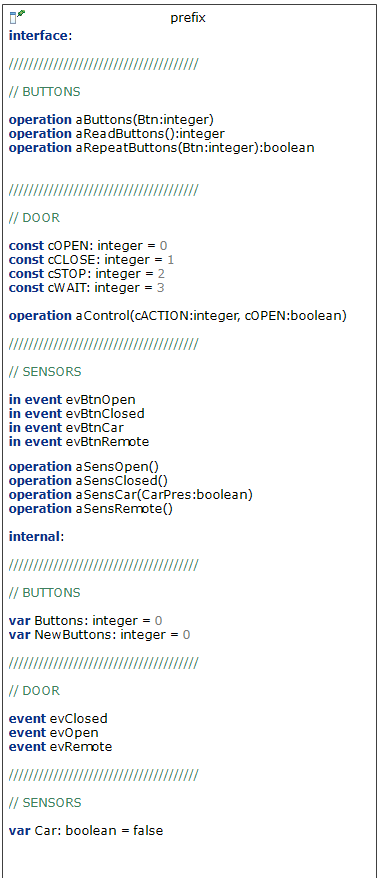 prefix
interface:
//////////////////////////////////////
// BUTTONS
operation aButtons(Btn:integer)
operation aReadButtons():integer
operation aRepeatButtons(Btn:integer):boolean
//////////////////////////////////////
// DOOR
const cOPEN: integer = 0
const cCLOSE: integer = 1
const cSTOP: integer = 2
const cWAIT: integer = 3
operation aControl(cACTION:integer, cOPEN:boolean)
//////////////////////////////////////
// SENSORS
in event evBtnOpen
in event evBtnClosed
in event evBtnCar
in event evBtnRemote
operation aSensOpen()
operation aSensClosed()
operation aSensCar(CarPres:boolean)
operation aSensRemote()
internal:
//////////////////////////////////////
// BUTTONS
var Buttons: integer = 0
var NewButtons: integer = 0
//////////////////////////////////////
// DOOR
event evClosed
event evOpen
event evRemote
//////////////////////////////////////
// SENSORS
var Car: boolean = false